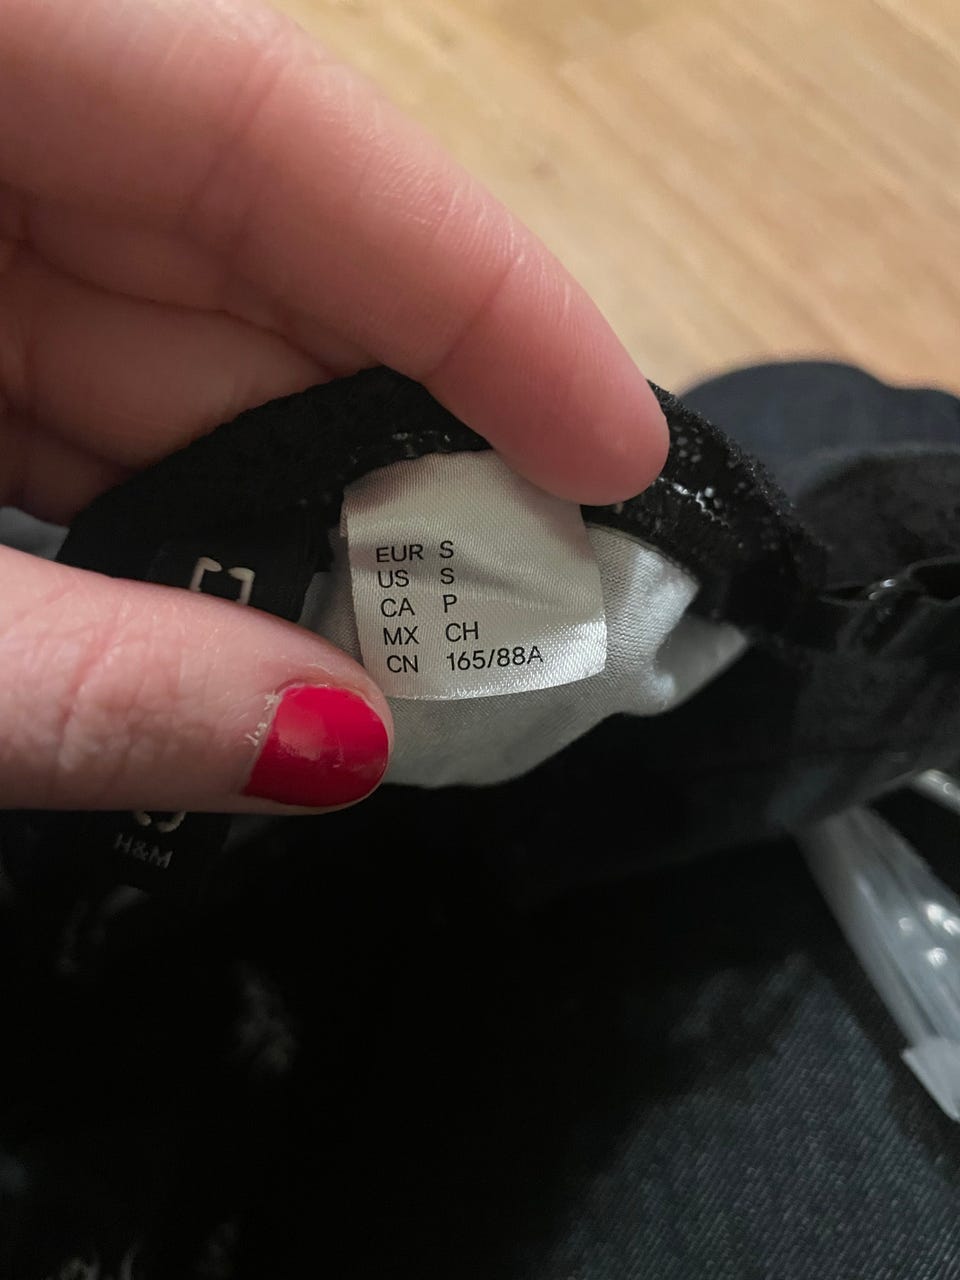 EUR S
US S
CA P
MX CH
CN 165/88A
H&M